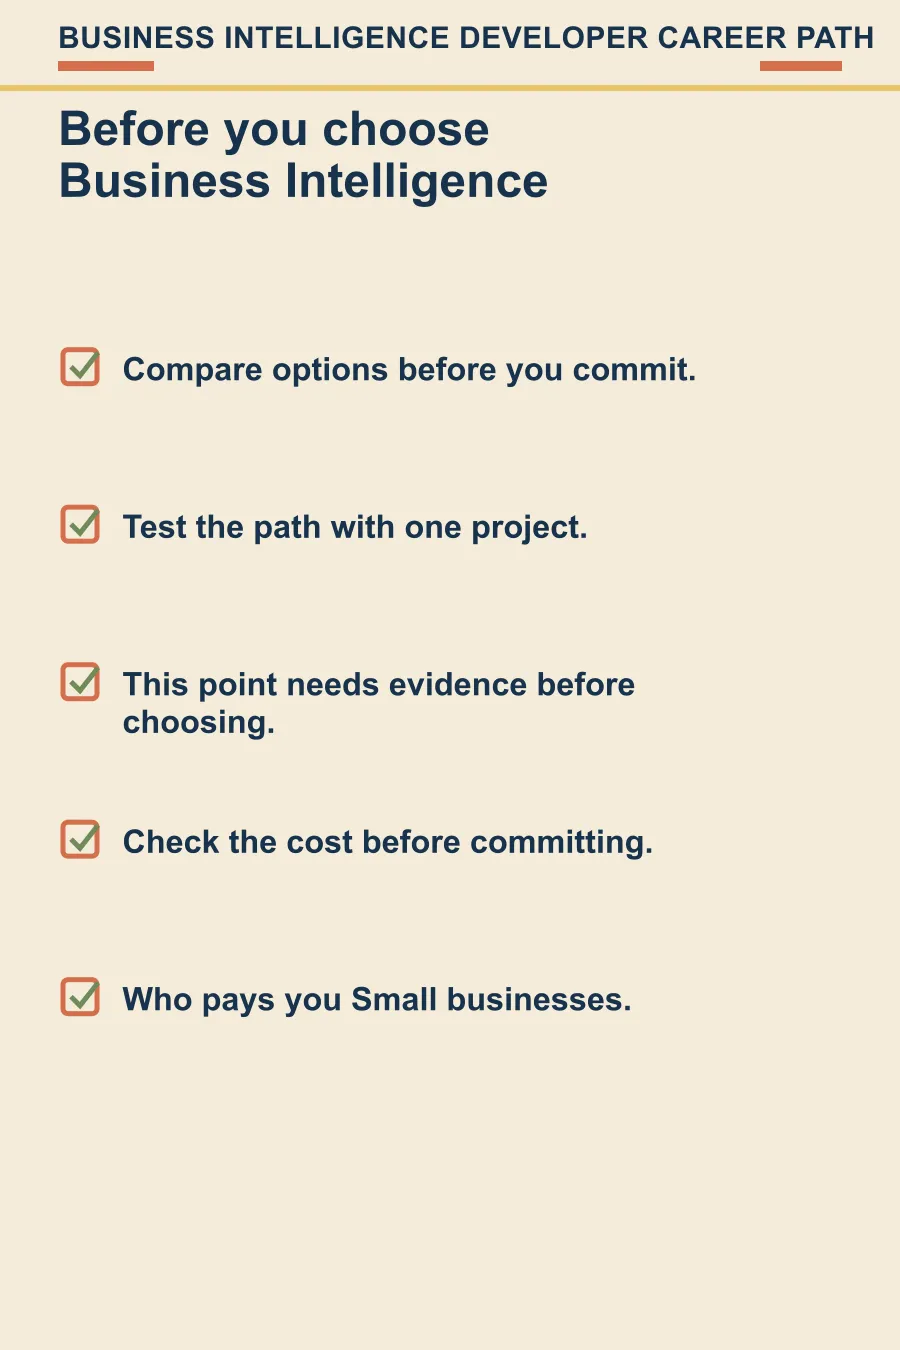 BUSINESS INTELLIGENCE DEVELOPER CAREER PATH
Before you choose
Business Intelligence
Compare options before you commit.
Test the path with one project.
This point needs evidence before
choosing.
Check the cost before committing.
Who pays you Small businesses.